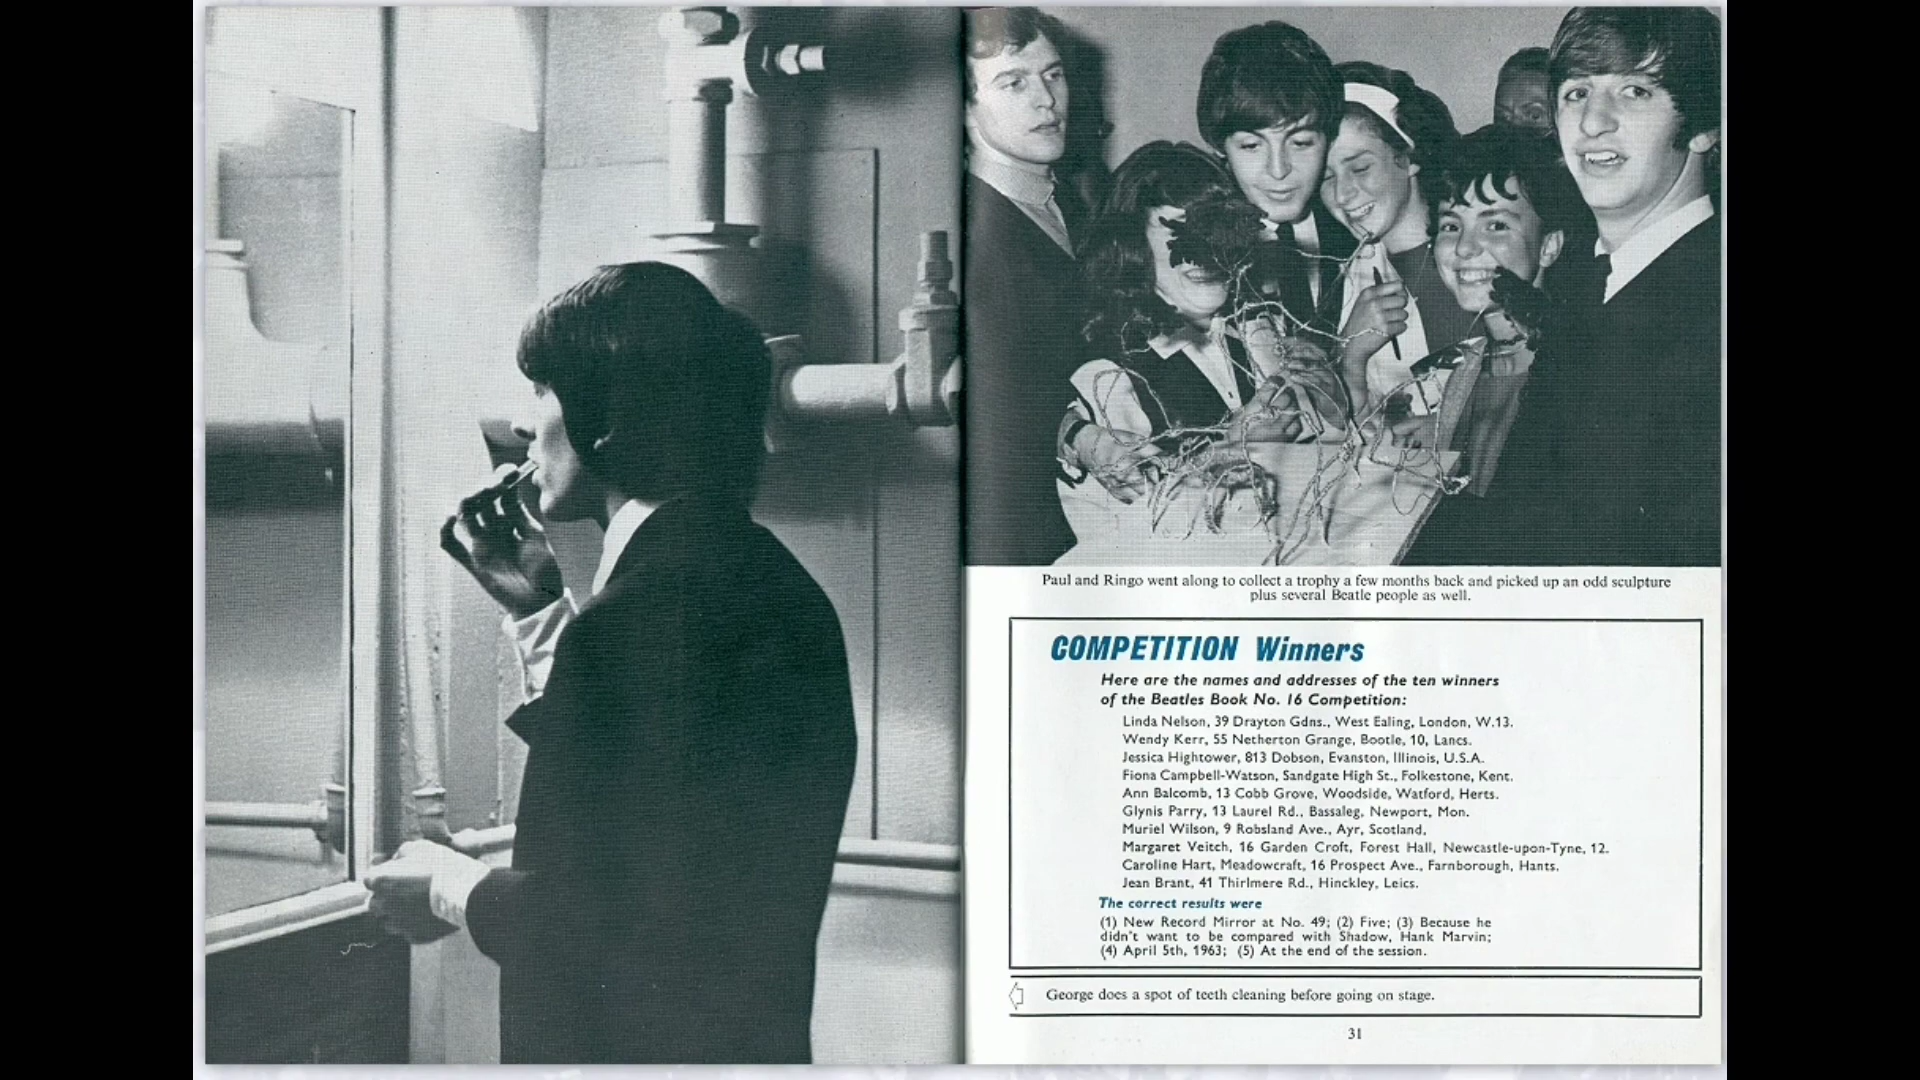 Paul and Ringo went along to collect a trophy a few months back and picked up an odd sculpture
plus several Beatle people as well.
COMPETITION Winners
Here are the names and addresses of the ten winners
of the Beatles Book No. 16 Competition:
Linda Nelson, 39 Drayton Gdns., West Ealing, London, W.13.
Wendy Kerr, 55 Netherton Grange, Bootle, 10, Lancs.
Jessica Hightower, 813 Dobson, Evanston, Illinois, U.S.A.
Fiona Campbell-Watson, Sandgate High St., Folkestone, Kent.
Ann Balcomb, 13 Cobb Grove, Woodside, Watford, Herts.
Glynis Parry, 13 Laurel Rd., Bassaleg, Newport, Mon.
Muriel Wilson, 9 Robsland Ave., Ayr, Scotland,
Margaret Veitch, 16 Garden Croft, Forest Hall, Newcastle-upon-Tyne, 12.
Caroline Hart, Meadowcraft, 16 Prospect Ave., Farnborough, Hants.
Jean Brant, 41 Thirlmere Rd., Hinckley, Leics.
The correct results were
(1) New Record Mirror at No. 49; (2) Five; (3) Because he
didn't want to be compared with Shadow, Hank Marvin;
(4) April 5th, 1963; (5) At the end of the session.
George does a spot of teeth cleaning before going on stage.
31